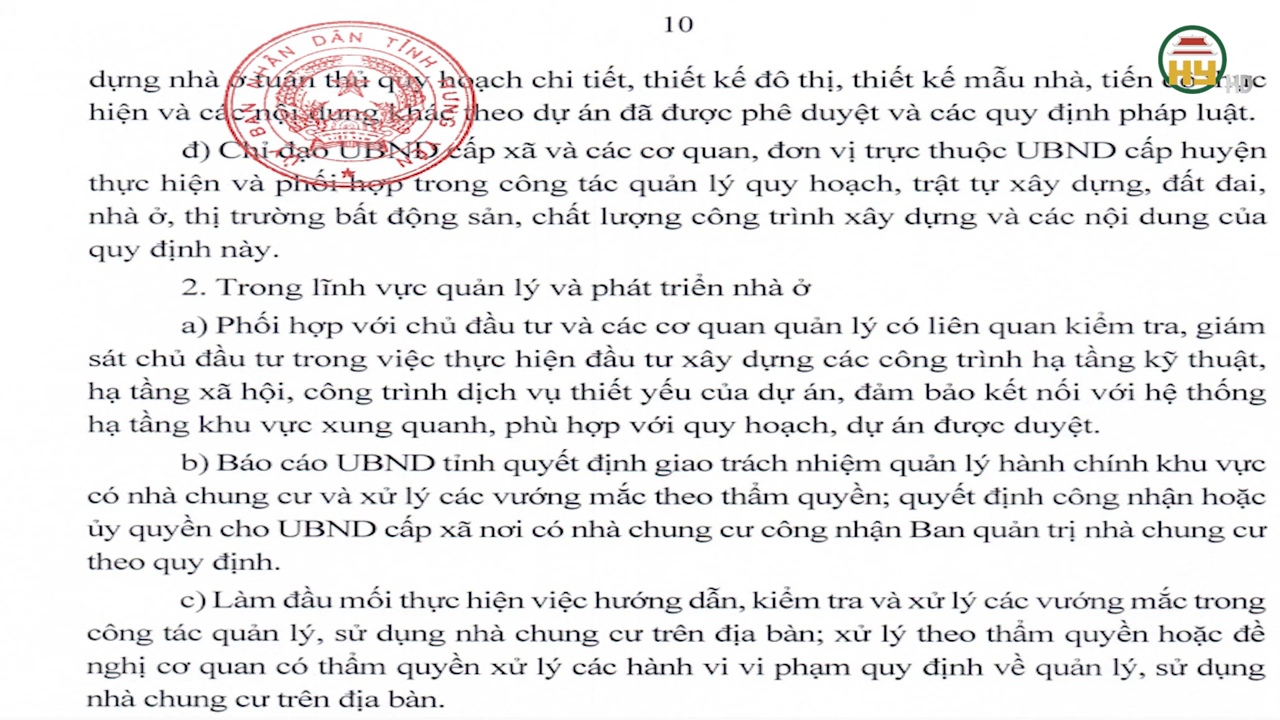 10
dựng nhà ở tuân thủ quy hoạch chi tiết, thiết kế đô thị, thiết kế mẫu nhà, tiến độ thực
hiện và các nội dung khác theo dự án đã được phê duyệt và các quy định pháp luật.
đ) Chỉ đạo UBND cấp xã và các cơ quan, đơn vị trực thuộc UBND cấp huyện
thực hiện và phối hợp trong công tác quản lý quy hoạch, trật tự xây dựng, đất đai,
nhà ở, thị trường bất động sản, chất lượng công trình xây dựng và các nội dung của
quy định này.
2. Trong lĩnh vực quản lý và phát triển nhà ở
a) Phối hợp với chủ đầu tư và các cơ quan quản lý có liên quan kiểm tra, giám
sát chủ đầu tư trong việc thực hiện đầu tư xây dựng các công trình hạ tầng kỹ thuật,
hạ tầng xã hội, công trình dịch vụ thiết yếu của dự án, đảm bảo kết nối với hệ thống
hạ tầng khu vực xung quanh, phù hợp với quy hoạch, dự án được duyệt.
b) Báo cáo UBND tỉnh quyết định giao trách nhiệm quản lý hành chính khu vực
có nhà chung cư và xử lý các vướng mắc theo thẩm quyền; quyết định công nhận hoặc
ủy quyền cho UBND cấp xã nơi có nhà chung cư công nhận Ban quản trị nhà chung cư
theo quy định.
c) Làm đầu mối thực hiện việc hướng dẫn, kiểm tra và xử lý các vướng mắc trong
công tác quản lý, sử dụng nhà chung cư trên địa bàn; xử lý theo thẩm quyền hoặc đề
nghị cơ quan có thẩm quyền xử lý các hành vi vi phạm quy định về quản lý, sử dụng
nhà chung cư trên địa bàn.
ỦY BAN NHÂN DÂN TỈNH HƯNG YÊN
HY HD